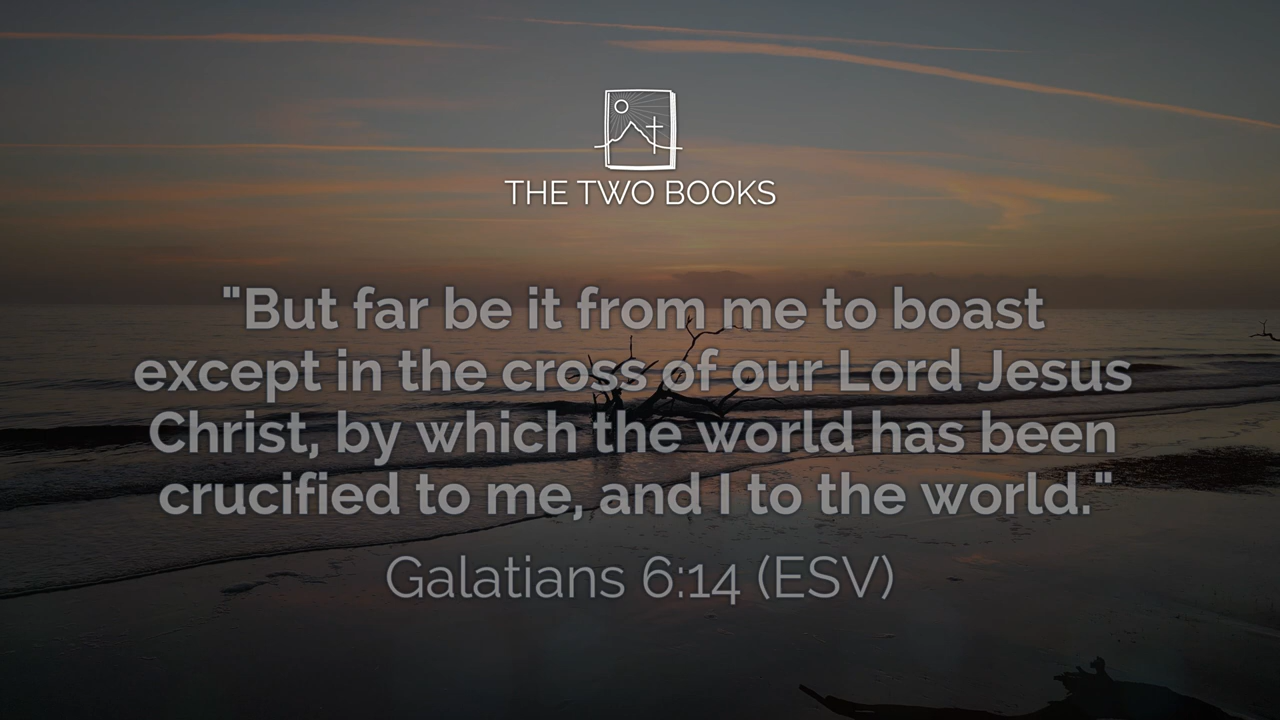 THE TWO BOOKS
"But far be it from me to boast
except in the cross of our Lord Jesus
Christ, by which the world has been
crucified to me, and I to the world."
Galatians 6:14 (ESV)